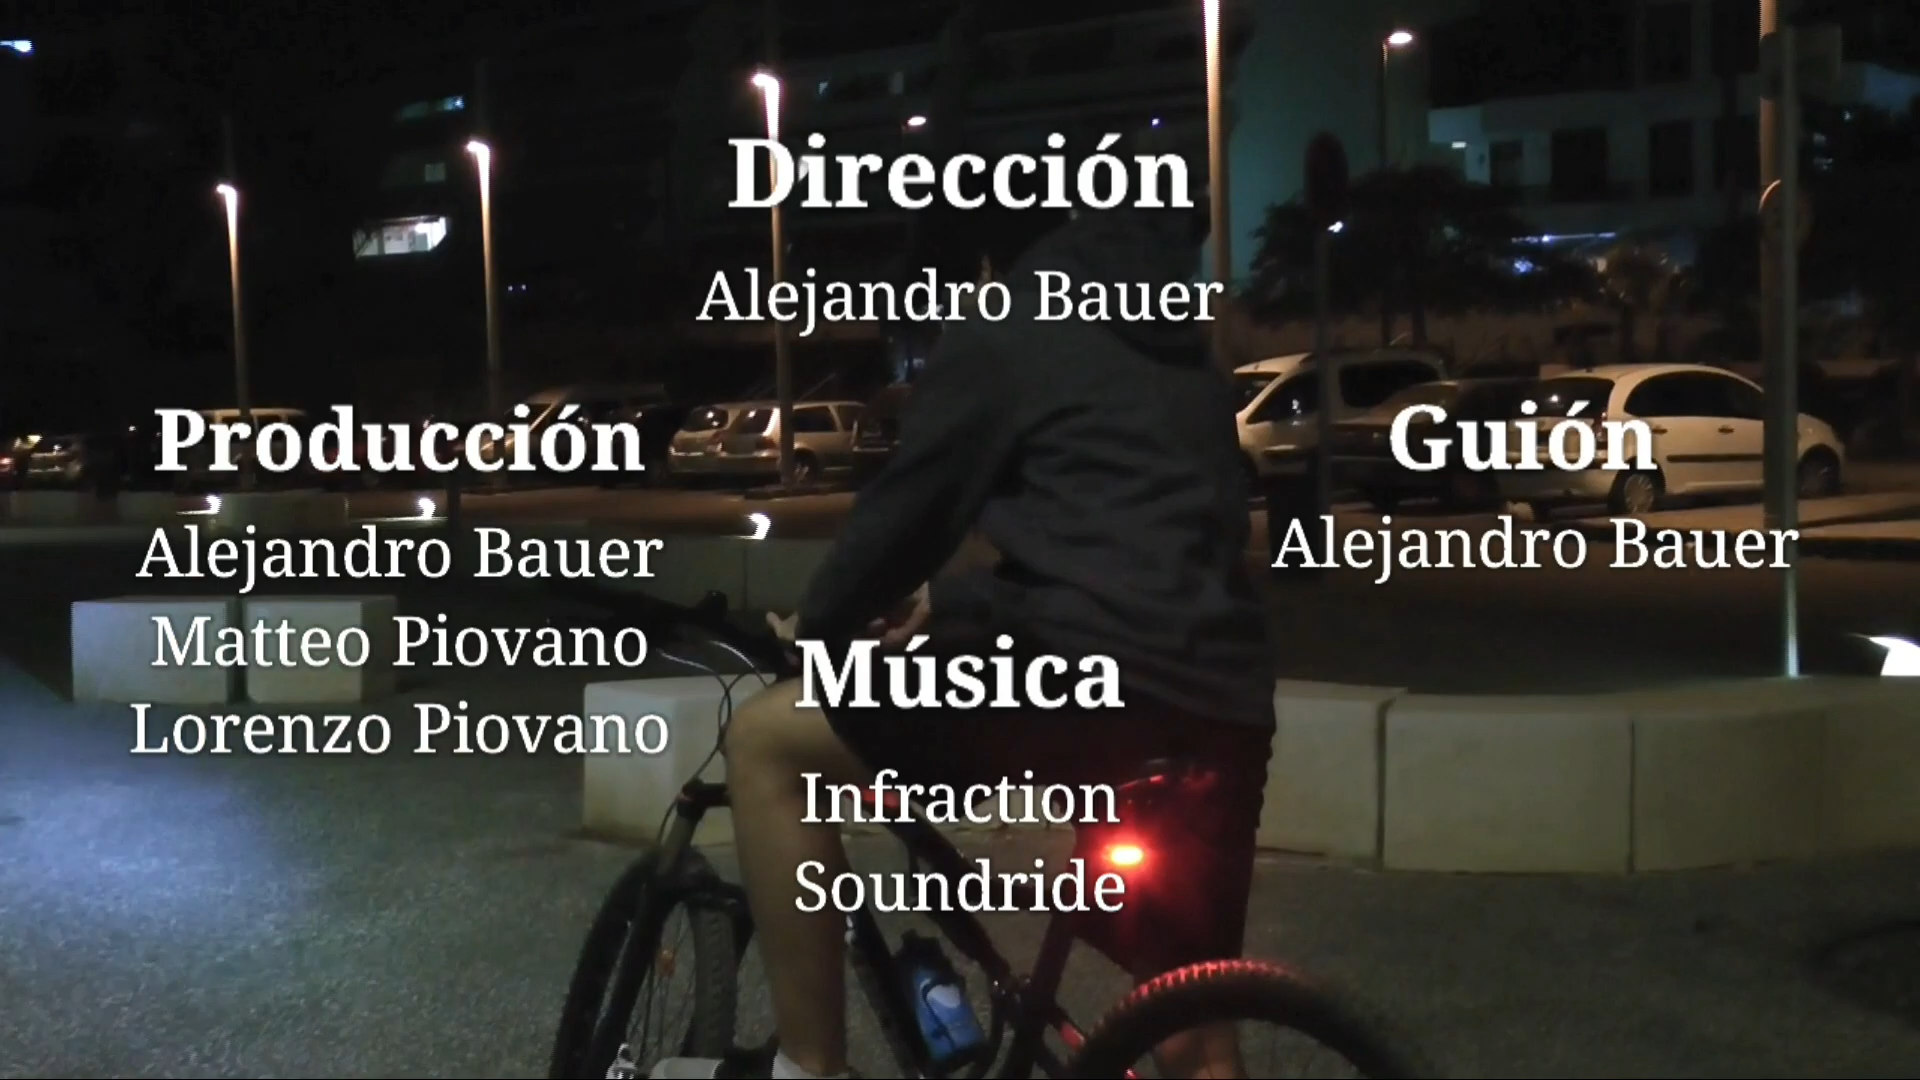 Dirección
Alejandro Bauer
Producción
Alejandro Bauer
Matteo Piovano
Lorenzo Piovano
Guión
Alejandro Bauer
Música
Infraction
Soundride